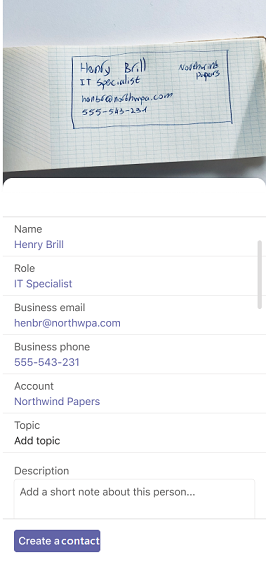 Henry Brill
Northwind
papers
IT Specialist
henbr@northwpa.com
555-543-231
Name
Henry Brill
Role
IT Specialist
Business email
henbr@northwpa.com
Business phone
555-543-231
Account
Northwind Papers
Topic
Add topic
Description
Add a short note about this person...
Create a contact